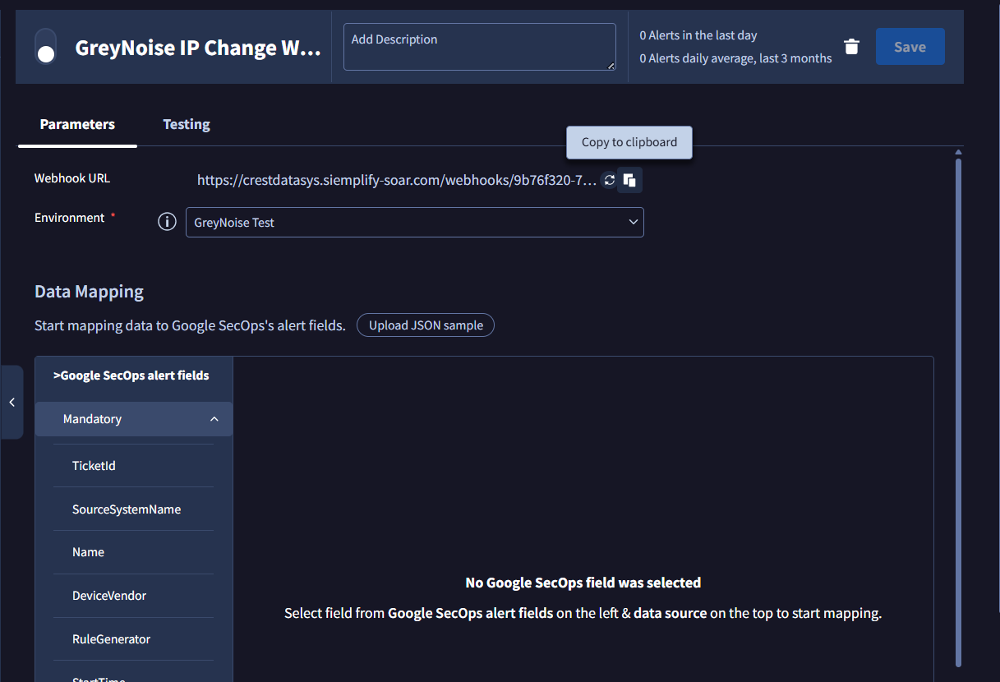 GreyNoise IP Change W...
Add Description
0 Alerts in the last day
0 Alerts daily average, last 3 months
Save
Parameters
Testing
Copy to clipboard
Webhook URL
https://crestdatasys.siemplify-soar.com/webhooks/9b76f320-7...
Environment *
GreyNoise Test
Data Mapping
Start mapping data to Google SecOps's alert fields.
Upload JSON sample
>Google SecOps alert fields
Mandatory
TicketId
SourceSystemName
Name
DeviceVendor
RuleGenerator
StartTime
No Google SecOps field was selected
Select field from Google SecOps alert fields on the left & data source on the top to start mapping.